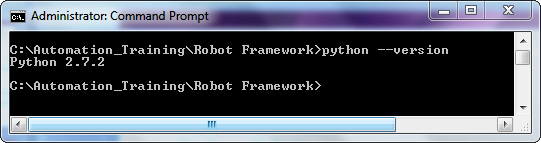 Administrator: Command Prompt
C:\Automation_Training\Robot Framework>python --version
Python 2.7.2
C:\Automation_Training\Robot Framework>